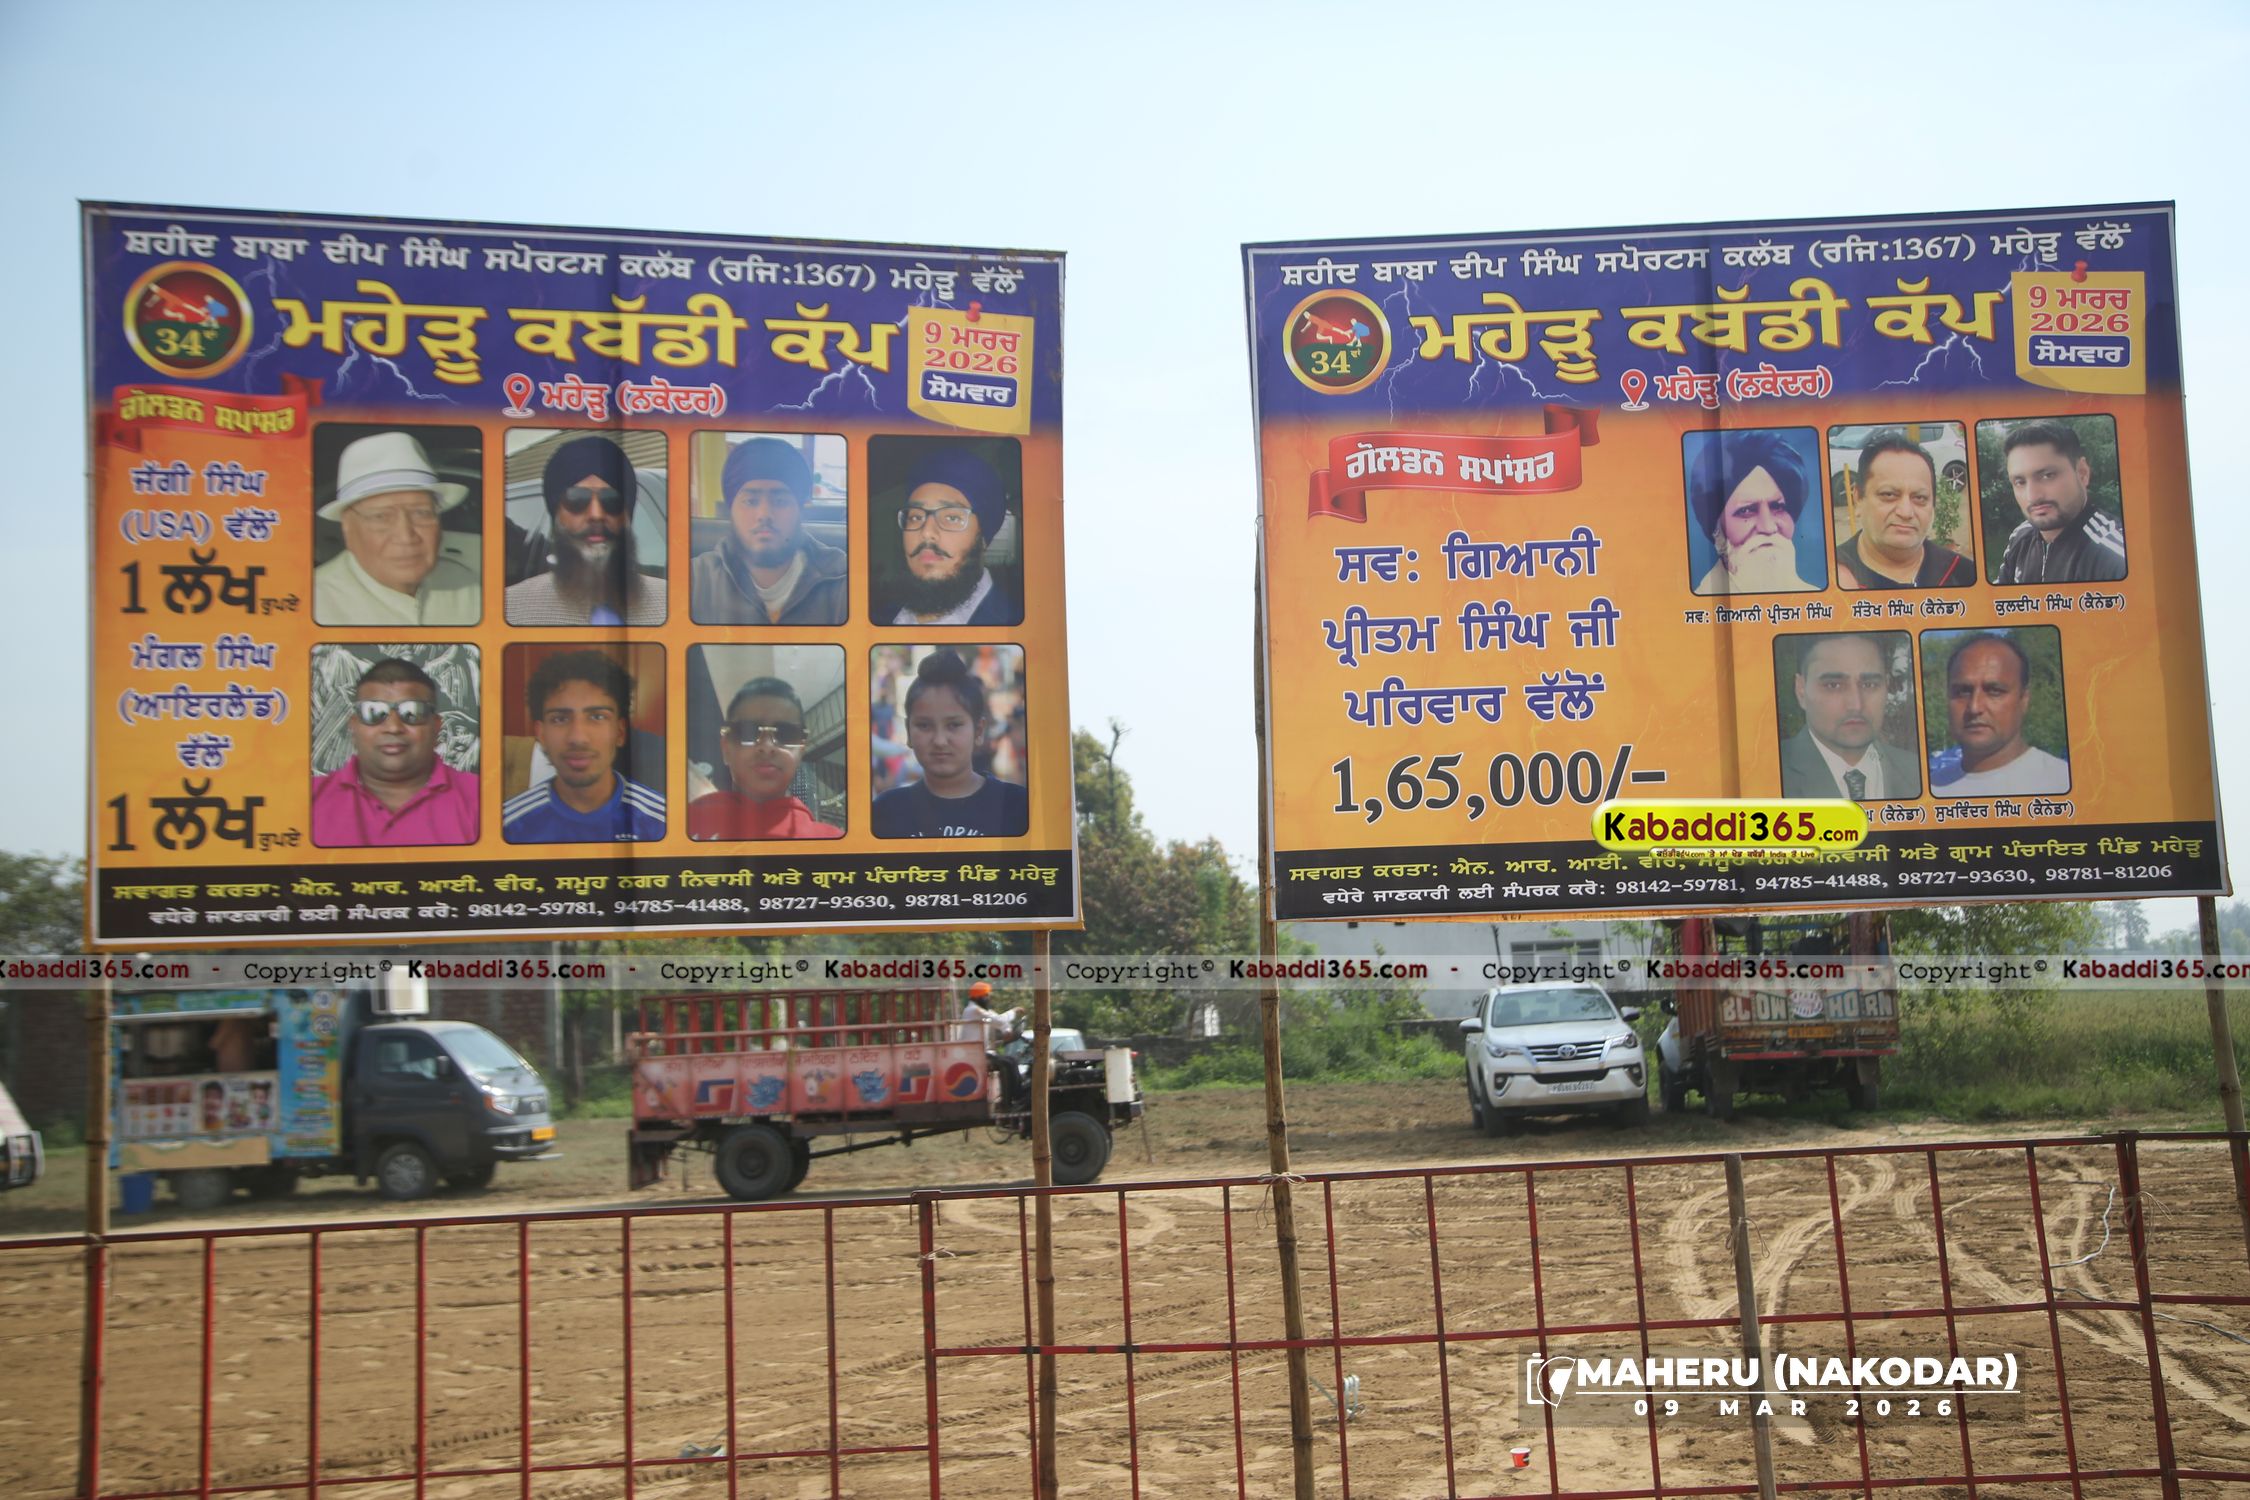 ਸ਼ਹੀਦ ਬਾਬਾ ਦੀਪ ਸਿੰਘ ਸਪੋਰਟਸ ਕਲੱਬ (ਰਜਿ:1367) ਮਹੇੜੂ ਵੱਲੋਂ
34ਵਾਂ
ਮਹੇੜੂ ਕਬੱਡੀ ਕੱਪ
9 ਮਾਰਚ
2026
ਸੋਮਵਾਰ
ਮਹੇੜੂ (ਨਕੋਦਰ)
ਗੋਲਡਨ ਸਪਾਂਸਰ
ਜੱਗੀ ਸਿੰਘ
(USA) ਵੱਲੋਂ
1 ਲੱਖ ਰੁਪਏ
ਮੰਗਲ ਸਿੰਘ
(ਆਇਰਲੈਂਡ)
ਵੱਲੋਂ
1 ਲੱਖ ਰੁਪਏ
ਸਵਾਗਤ ਕਰਤਾ: ਐਨ. ਆਰ. ਆਈ. ਵੀਰ, ਸਮੂਹ ਨਗਰ ਨਿਵਾਸੀ ਅਤੇ ਗ੍ਰਾਮ ਪੰਚਾਇਤ ਪਿੰਡ ਮਹੇੜੂ
ਵਧੇਰੇ ਜਾਣਕਾਰੀ ਲਈ ਸੰਪਰਕ ਕਰੋ: 98142-59781, 94785-41488, 98727-93630, 98781-81206
ਸ਼ਹੀਦ ਬਾਬਾ ਦੀਪ ਸਿੰਘ ਸਪੋਰਟਸ ਕਲੱਬ (ਰਜਿ:1367) ਮਹੇੜੂ ਵੱਲੋਂ
34ਵਾਂ
ਮਹੇੜੂ ਕਬੱਡੀ ਕੱਪ
9 ਮਾਰਚ
2026
ਸੋਮਵਾਰ
ਮਹੇੜੂ (ਨਕੋਦਰ)
ਗੋਲਡਨ ਸਪਾਂਸਰ
ਸਵ: ਗਿਆਨੀ
ਪ੍ਰੀਤਮ ਸਿੰਘ ਜੀ
ਪਰਿਵਾਰ ਵੱਲੋਂ
1,65,000/-
ਸਵ: ਗਿਆਨੀ ਪ੍ਰੀਤਮ ਸਿੰਘ
ਸੰਤੋਖ ਸਿੰਘ (ਕੈਨੇਡਾ)
ਕੁਲਦੀਪ ਸਿੰਘ (ਕੈਨੇਡਾ)
(ਕੈਨੇਡਾ)
ਸੁਖਵਿੰਦਰ ਸਿੰਘ (ਕੈਨੇਡਾ)
Kabaddi365.com
ਸਵਾਗਤ ਕਰਤਾ: ਐਨ. ਆਰ. ਆਈ. ਵੀਰ, ਸਮੂਹ ਨਗਰ ਨਿਵਾਸੀ ਅਤੇ ਗ੍ਰਾਮ ਪੰਚਾਇਤ ਪਿੰਡ ਮਹੇੜੂ
ਵਧੇਰੇ ਜਾਣਕਾਰੀ ਲਈ ਸੰਪਰਕ ਕਰੋ: 98142-59781, 94785-41488, 98727-93630, 98781-81206
Kabaddi365.com - Copyright© Kabaddi365.com - Copyright© Kabaddi365.com - Copyright© Kabaddi365.com - Copyright© Kabaddi365.com - Copyright© Kabaddi365.com
BLOW HORN
MAHERU (NAKODAR)
09 MAR 2026